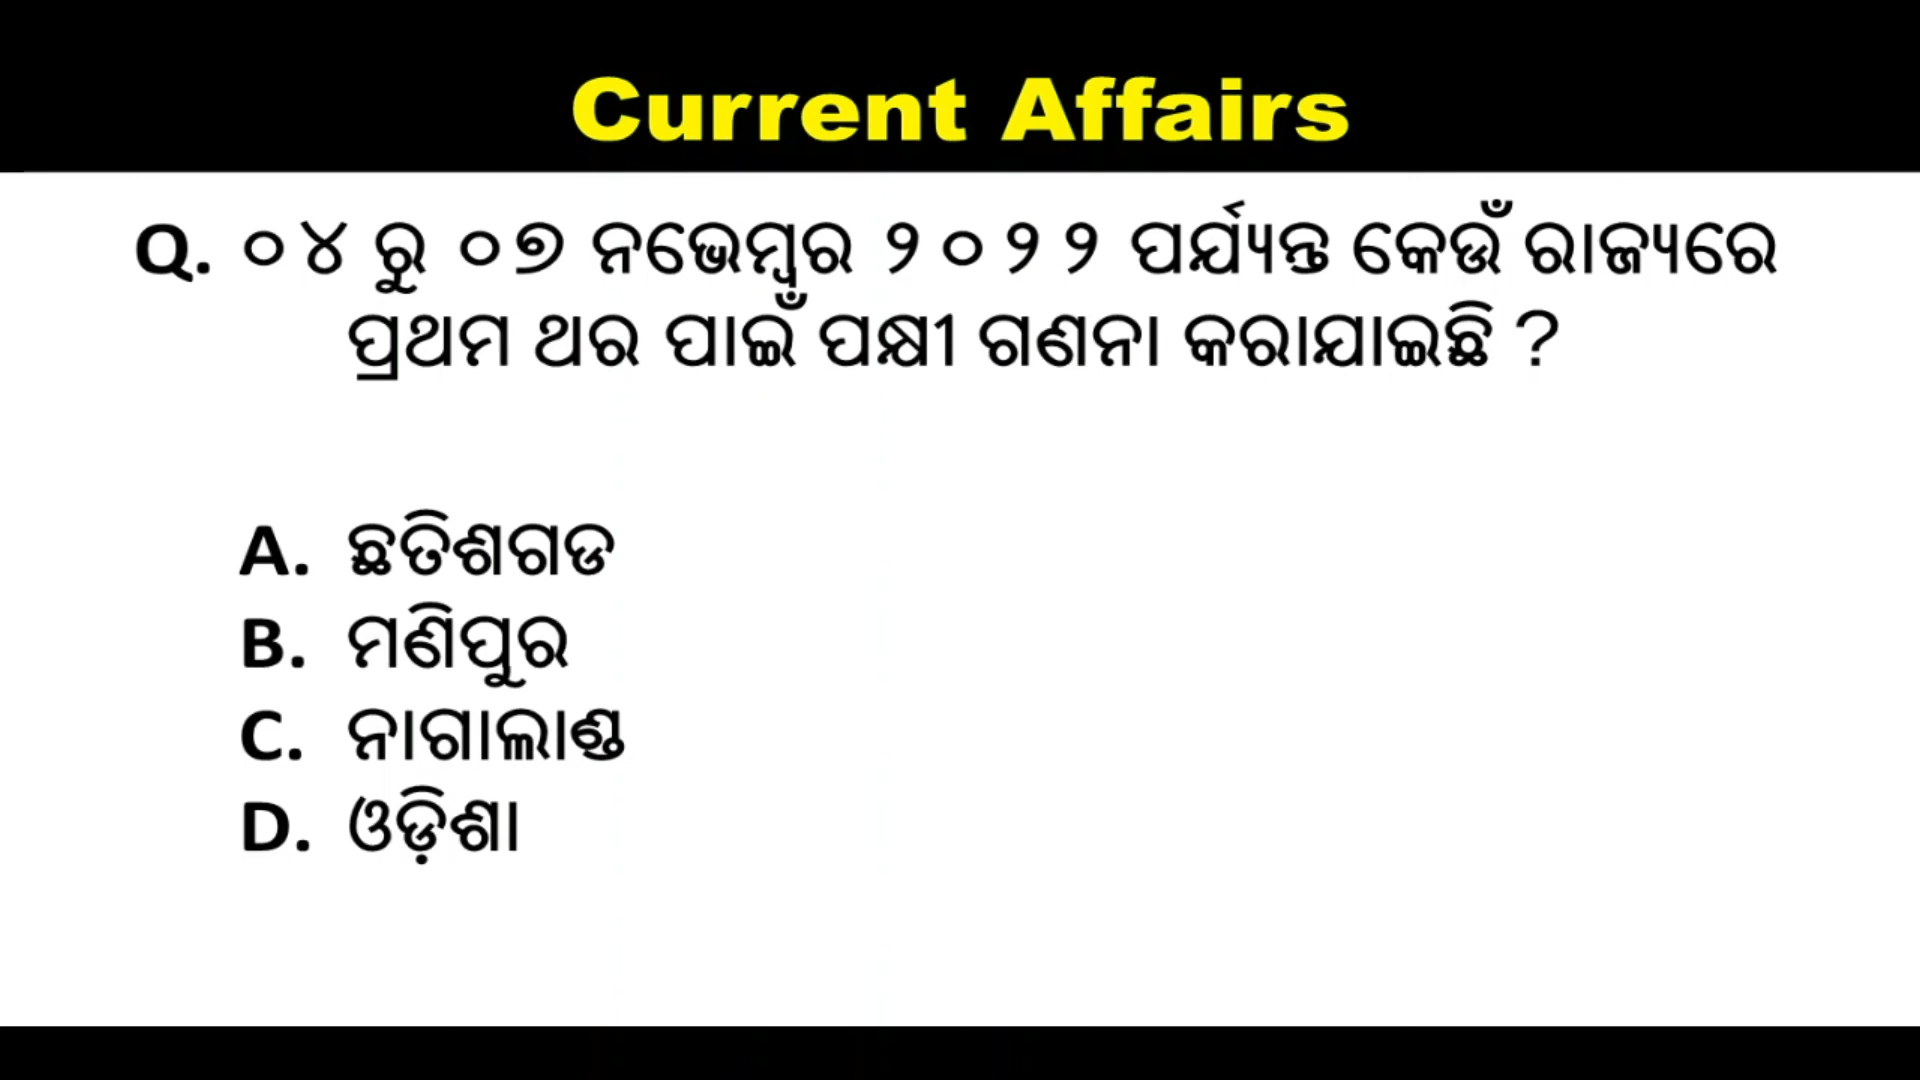 Current Affairs
Q. ୦୪ ରୁ ୦୭ ନଭେମ୍ବର ୨୦୨୨ ପର୍ଯ୍ୟନ୍ତ କେଉଁ ରାଜ୍ୟରେ
ପ୍ରଥମ ଥର ପାଇଁ ପକ୍ଷୀ ଗଣନା କରାଯାଇଛି ?
A. ଛତିଶଗଡ
B. ମଣିପୁର
C. ନାଗାଲାଣ୍ଡ
D. ଓଡ଼ିଶା